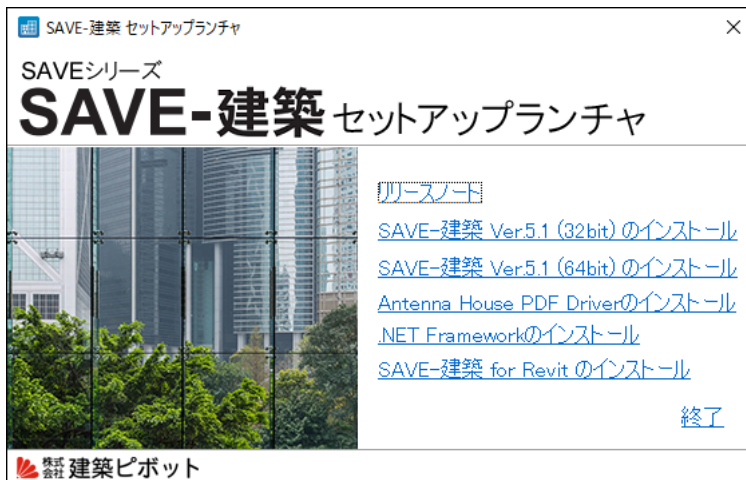 SAVE-建築 セットアップランチャ
SAVEシリーズ
SAVE-建築 セットアップランチャ
リリースノート
SAVE-建築 Ver.5.1 (32bit) のインストール
SAVE-建築 Ver.5.1 (64bit) のインストール
Antenna House PDF Driverのインストール
.NET Frameworkのインストール
SAVE-建築 for Revit のインストール
終了
株式会社 建築ピボット